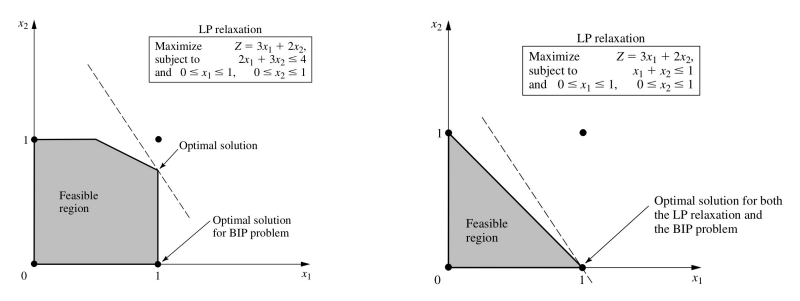 x2
LP relaxation
Maximize Z = 3x1 + 2x2,
subject to 2x1 + 3x2 ≤ 4
and 0 ≤ x1 ≤ 1, 0 ≤ x2 ≤ 1
1
Optimal solution
Feasible
region
Optimal solution
for BIP problem
0
1
x1
x2
LP relaxation
Maximize Z = 3x1 + 2x2,
subject to x1 + x2 ≤ 1
and 0 ≤ x1 ≤ 1, 0 ≤ x2 ≤ 1
1
Optimal solution for both
the LP relaxation and
the BIP problem
Feasible
region
0
1
x1